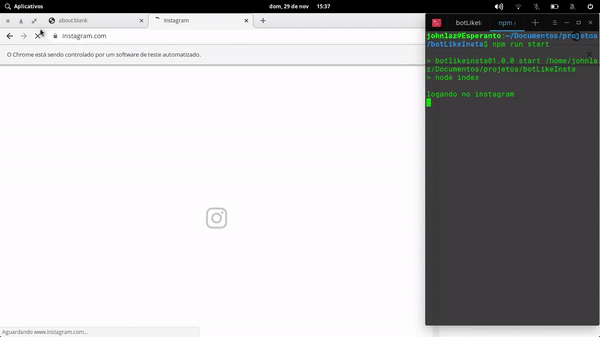 Aplicativos
dom, 29 de nov 15:37
about:blank
Instagram
instagram.com
O Chrome está sendo controlado por um software de teste automatizado.
Aguardando www.instagram.com...
botLike
npm
johnlaz@Esperanto:~/Documentos/projetos
/botLikeInsta$ npm run start
> botlikeinsta@1.0.0 start /home/johnla
z/Documentos/projetos/botLikeInsta
> node index
logando no instagram